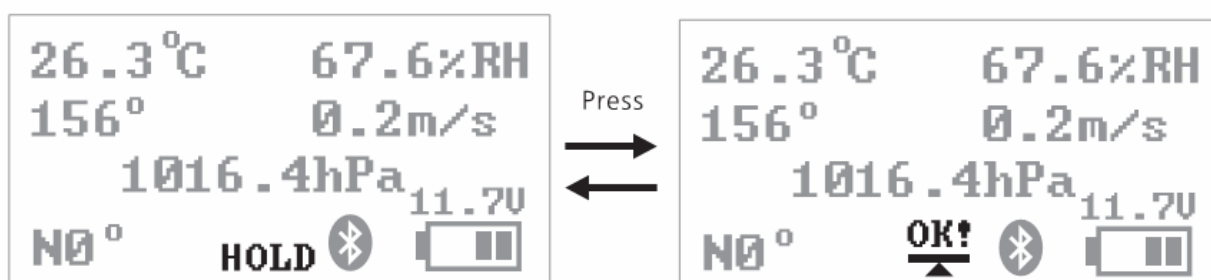 26.3°C 67.6%RH
156° 0.2m/s
1016.4hPa
11.7V
N0° HOLD
Press
26.3°C 67.6%RH
156° 0.2m/s
1016.4hPa
11.7V
N0° OK!